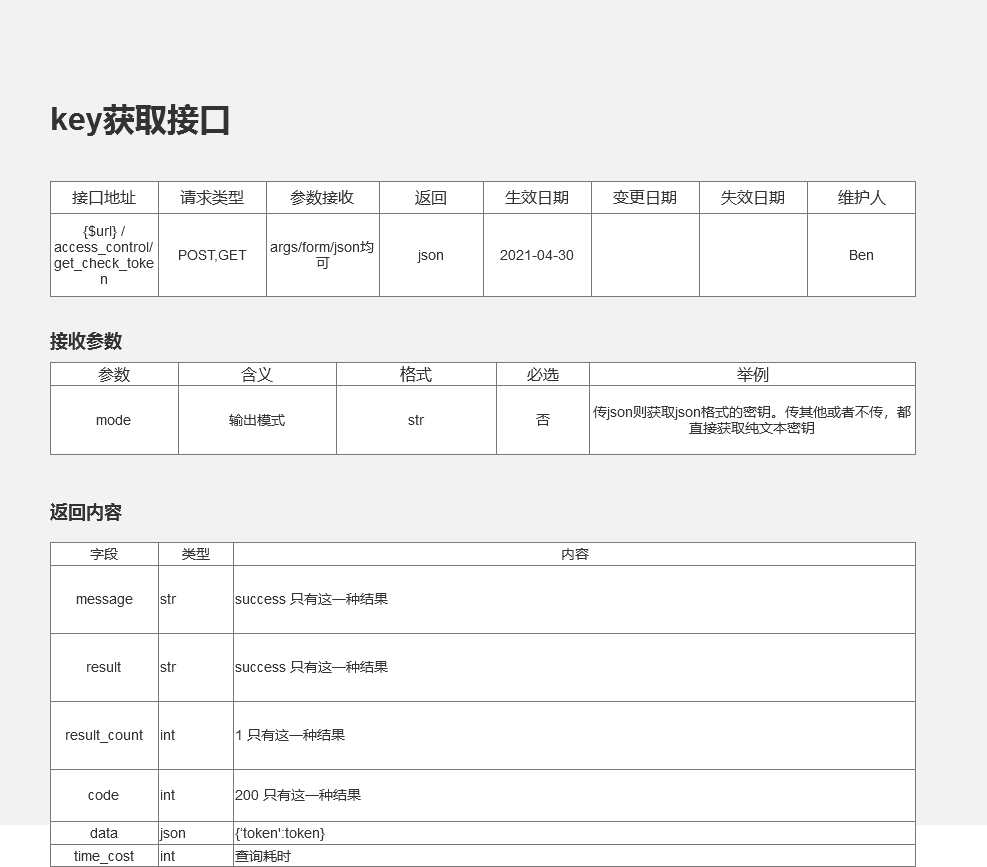 key获取接口
接口地址 请求类型 参数接收 返回 生效日期 变更日期 失效日期 维护人
{$url} /
access_control/
get_check_toke
n
POST,GET
args/form/json均
可
json
2021-04-30
Ben
接收参数
参数 含义 格式 必选 举例
mode 输出模式 str 否
传json则获取json格式的密钥。传其他或者不传，都
直接获取纯文本密钥
返回内容
字段 类型 内容
message str success 只有这一种结果
result str success 只有这一种结果
result_count int 1 只有这一种结果
code int 200 只有这一种结果
data json {'token':token}
time_cost int 查询耗时